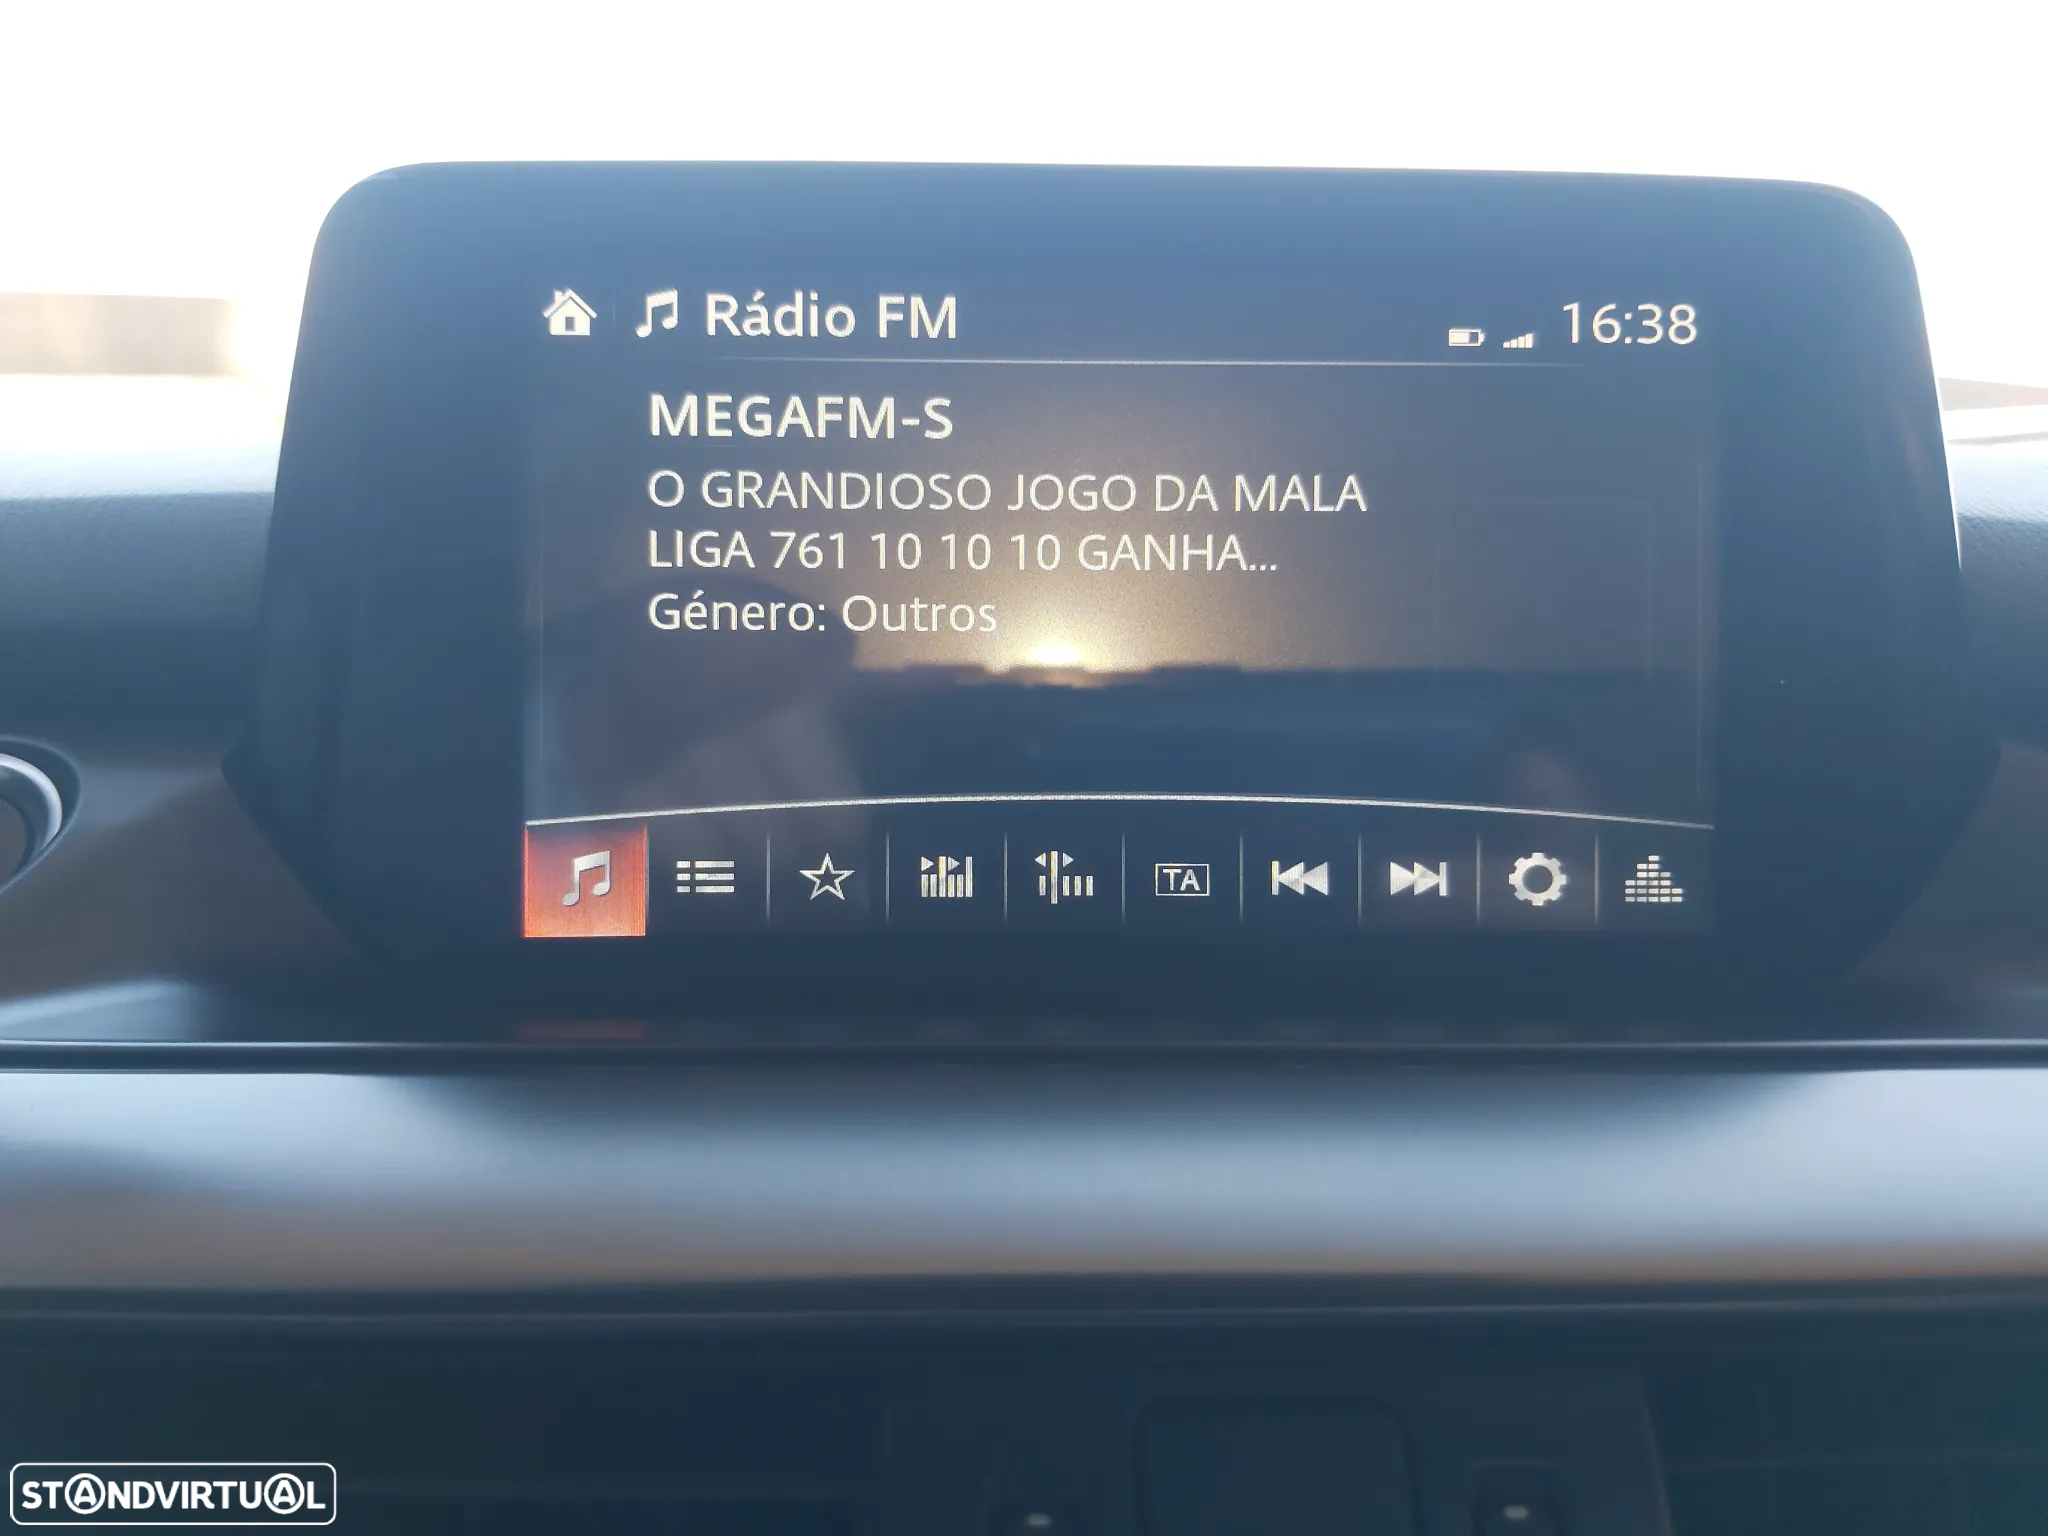 Rádio FM
16:38
MEGAFM-S
O GRANDIOSO JOGO DA MALA
LIGA 761 10 10 10 GANHA...
Género: Outros
TA
STANDVIRTUAL